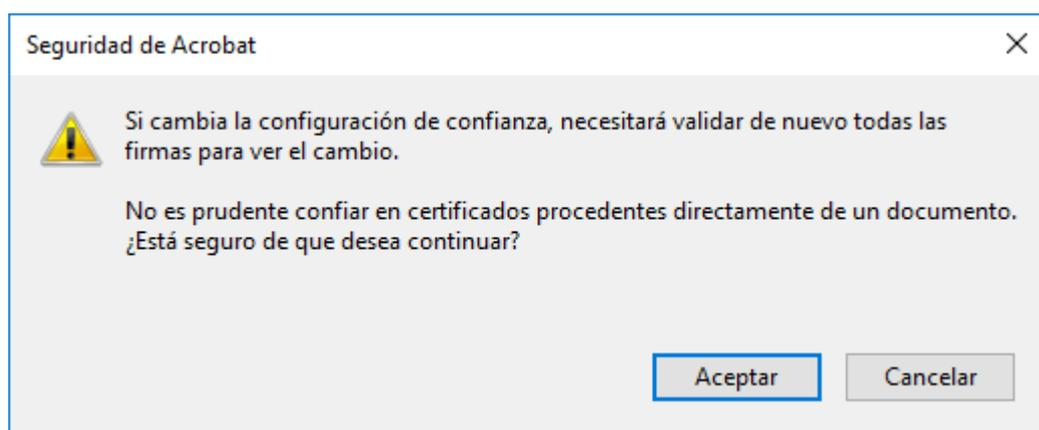 Seguridad de Acrobat
Si cambia la configuración de confianza, necesitará validar de nuevo todas las
firmas para ver el cambio.
No es prudente confiar en certificados procedentes directamente de un documento.
¿Está seguro de que desea continuar?
Aceptar Cancelar